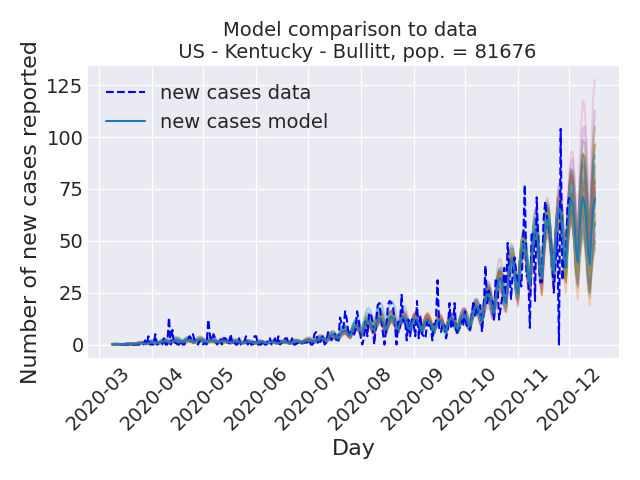 Model comparison to data
US - Kentucky - Bullitt, pop. = 81676
Number of new cases reported
125
100
75
50
25
0
new cases data
new cases model
2020-03
2020-04
2020-05
2020-06
2020-07
2020-08
2020-09
2020-10
2020-11
2020-12
Day